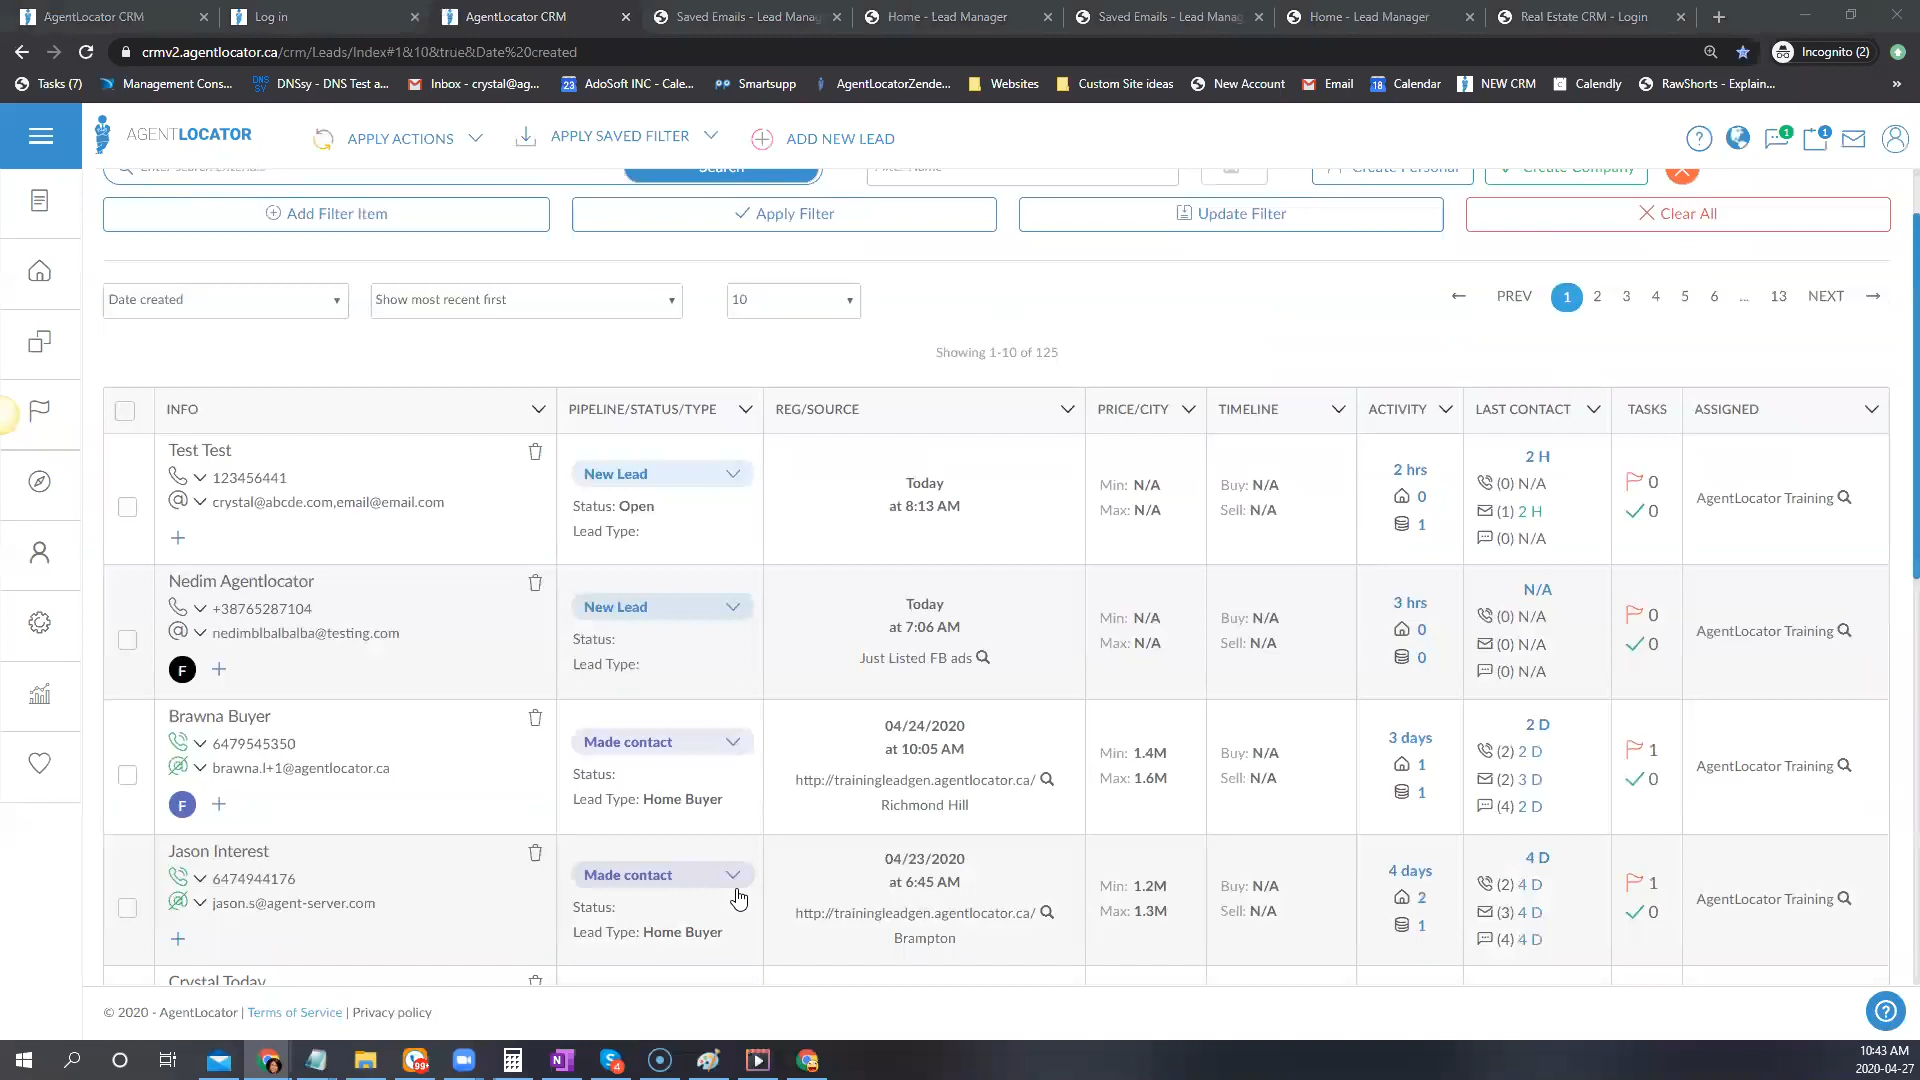 AgentLocator CRM
Log in
AgentLocator CRM
Saved Emails - Lead Mana
Home - Lead Manager
Saved Emails - Lead Manag
Home - Lead Manager
Real Estate CRM - Login
crmv2.agentlocator.ca/crm/Leads/Index#1&10&true&Date%20created
Incognito (2)
Tasks (7)
Management Cons...
DNSsy - DNS Test a...
Inbox - crystal@ag...
AdoSoft INC - Cale...
Smartsupp
AgentLocatorZende...
Websites
Custom Site ideas
New Account
Email
Calendar
NEW CRM
Calendly
RawShorts - Explain...
AGENTLOCATOR
APPLY ACTIONS
APPLY SAVED FILTER
ADD NEW LEAD
1
1
Enter search criteria...
Search
Filter Name
Create Personal
Create Company
Add Filter Item
Apply Filter
Update Filter
Clear All
Date created
Show most recent first
10
PREV 1 2 3 4 5 6 ... 13 NEXT
Showing 1-10 of 125
INFO PIPELINE/STATUS/TYPE REG/SOURCE PRICE/CITY TIMELINE ACTIVITY LAST CONTACT TASKS ASSIGNED
Test Test
123456441
crystal@abcde.com,email@email.com
New Lead
Status: Open
Lead Type:
Today
at 8:13 AM
Min: N/A
Max: N/A
Buy: N/A
Sell: N/A
2 hrs
0
1
2 H
(0) N/A
(1) 2 H
(0) N/A
0
0
AgentLocator Training
Nedim Agentlocator
+38765287104
nedimblbalbalba@testing.com
F
New Lead
Status:
Lead Type:
Today
at 7:06 AM
Just Listed FB ads
Min: N/A
Max: N/A
Buy: N/A
Sell: N/A
3 hrs
0
0
N/A
(0) N/A
(0) N/A
(0) N/A
0
0
AgentLocator Training
Brawna Buyer
6479545350
brawna.l+1@agentlocator.ca
F
Made contact
Status:
Lead Type: Home Buyer
04/24/2020
at 10:05 AM
http://trainingleadgen.agentlocator.ca/
Richmond Hill
Min: 1.4M
Max: 1.6M
Buy: N/A
Sell: N/A
3 days
1
1
2 D
(2) 2 D
(2) 3 D
(4) 2 D
1
0
AgentLocator Training
Jason Interest
6474944176
jason.s@agent-server.com
Made contact
Status:
Lead Type: Home Buyer
04/23/2020
at 6:45 AM
http://trainingleadgen.agentlocator.ca/
Brampton
Min: 1.2M
Max: 1.3M
Buy: N/A
Sell: N/A
4 days
2
1
4 D
(2) 4 D
(3) 4 D
(4) 4 D
1
0
AgentLocator Training
Crystal Today
© 2020 - AgentLocator | Terms of Service | Privacy policy
10:43 AM
2020-04-27